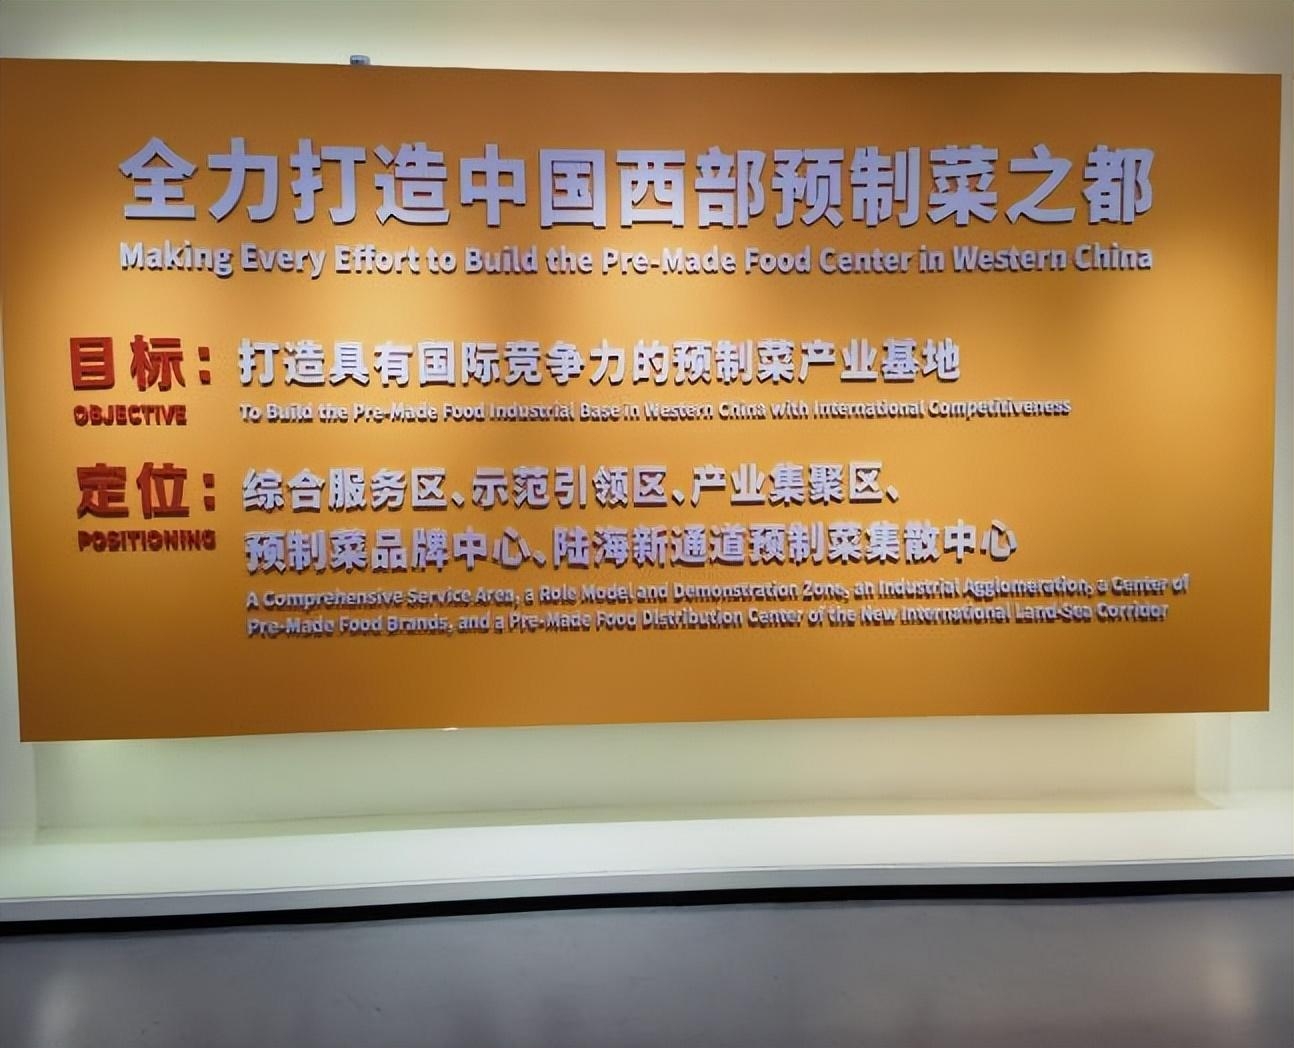 全力打造中国西部预制菜之都
Making Every Effort to Build the Pre-Made Food Center in Western China
目标：打造具有国际竞争力的预制菜产业基地
OBJECTIVE To Build the Pre-Made Food Industrial Base in Western China with International Competitiveness
定位：综合服务区、示范引领区、产业集聚区、
POSITIONING 预制菜品牌中心、陆海新通道预制菜集散中心
A Comprehensive Service Area, a Role Model and Demonstration Zone, an Industrial Agglomeration, a Center of
Pre-Made Food Brands, and a Pre-Made Food Distribution Center of the New International Land-Sea Corridor